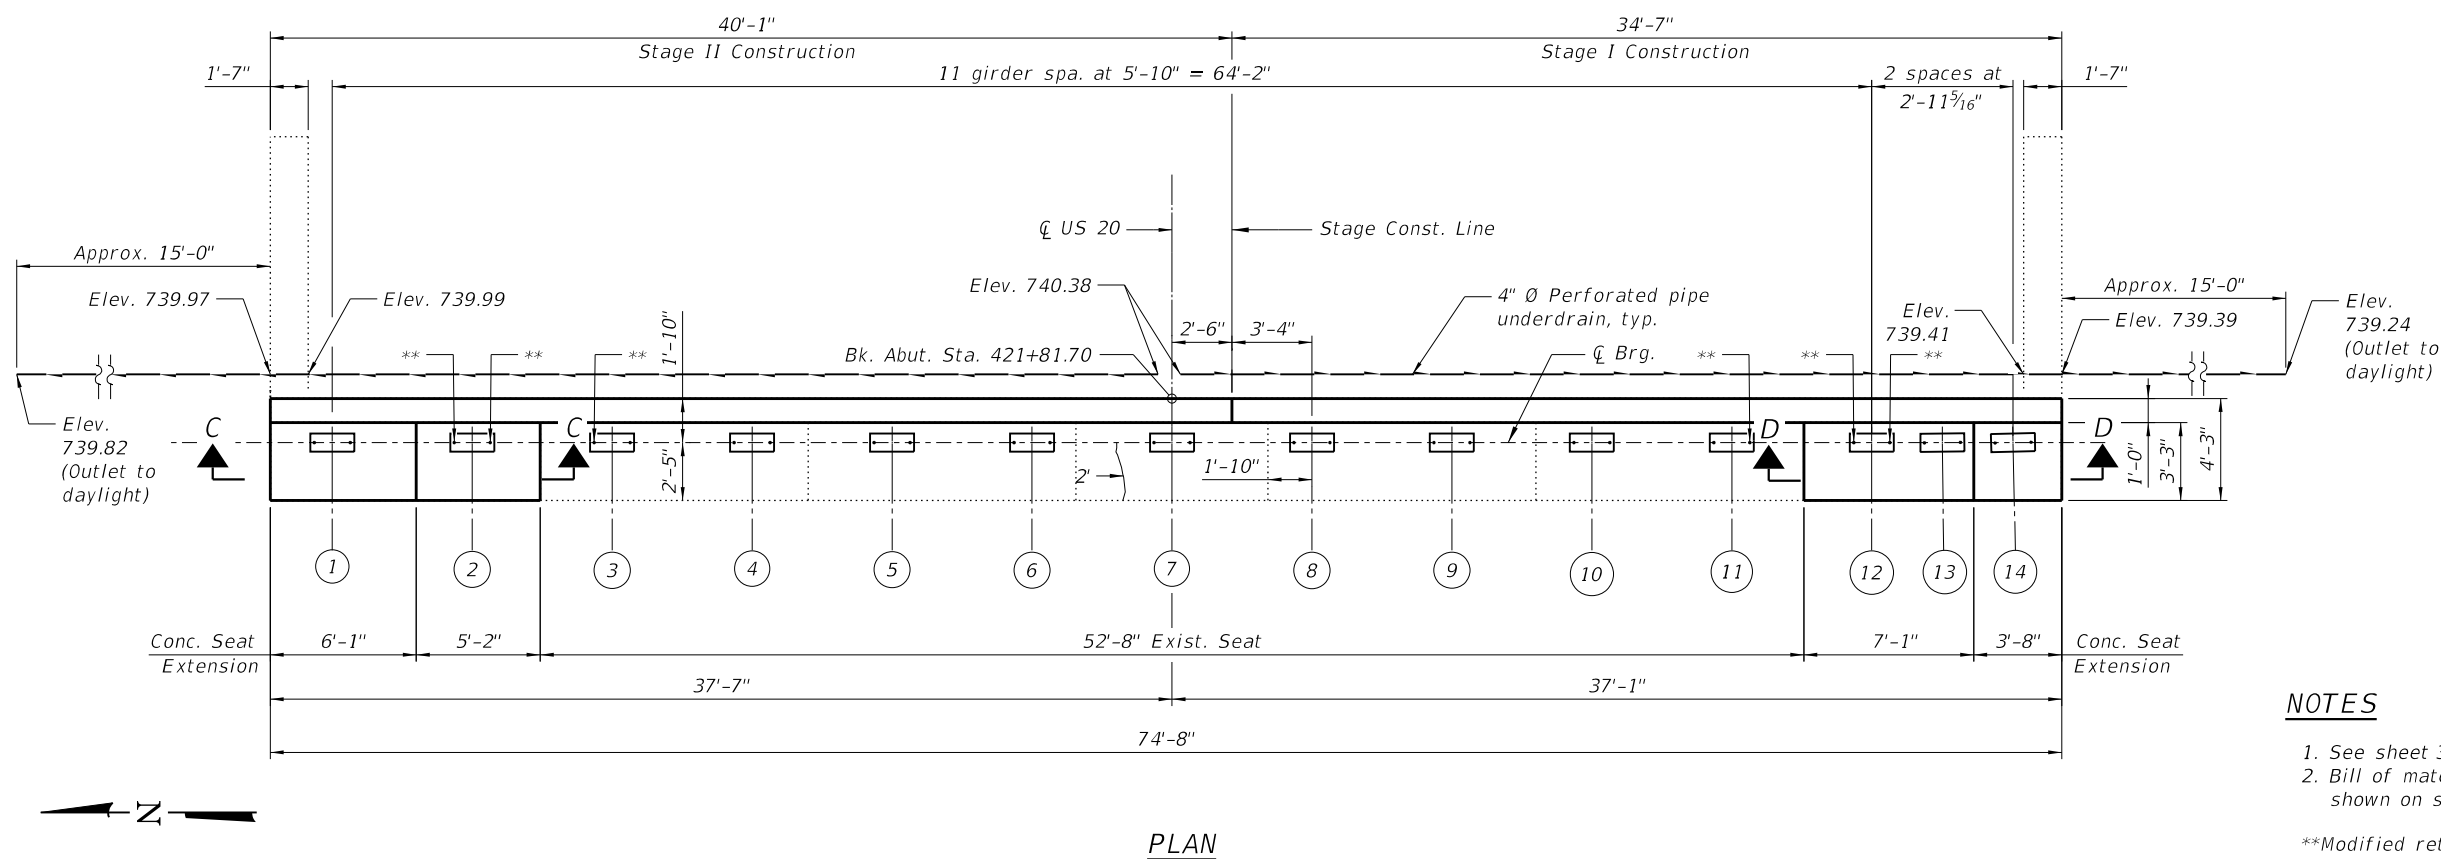 40'-1"
34'-7"
Stage II Construction
Stage I Construction
1'-7"
11 girder spa. at 5'-10" = 64'-2"
2 spaces at
2'-11 5/16"
1'-7"
℄ US 20
Stage Const. Line
Approx. 15'-0"
Elev. 739.97
Elev. 739.99
Elev. 740.38
4" Ø Perforated pipe
underdrain, typ.
Approx. 15'-0"
Elev.
739.41
Elev. 739.39
Elev.
739.24
(Outlet to
daylight)
1'-10"
2'-6"
3'-4"
**
**
**
Bk. Abut. Sta. 421+81.70
℄ Brg.
**
**
**
Elev.
739.82
(Outlet to
daylight)
C
C
D
D
2'-5"
2'
1'-10"
1'-0"
3'-3"
4'-3"
1
2
3
4
5
6
7
8
9
10
11
12
13
14
Conc. Seat
Extension
6'-1"
5'-2"
52'-8" Exist. Seat
7'-1"
3'-8"
Conc. Seat
Extension
37'-7"
37'-1"
74'-8"
N
PLAN
NOTES
1. See sheet 3
2. Bill of mate
shown on s
**Modified ret